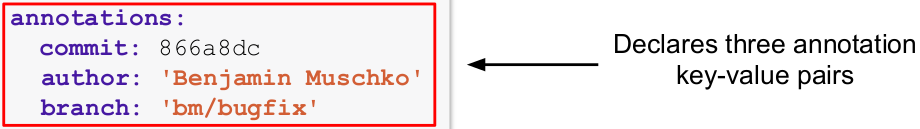 annotations:
commit: 866a8dc
author: 'Benjamin Muschko'
branch: 'bm/bugfix'
Declares three annotation
key-value pairs